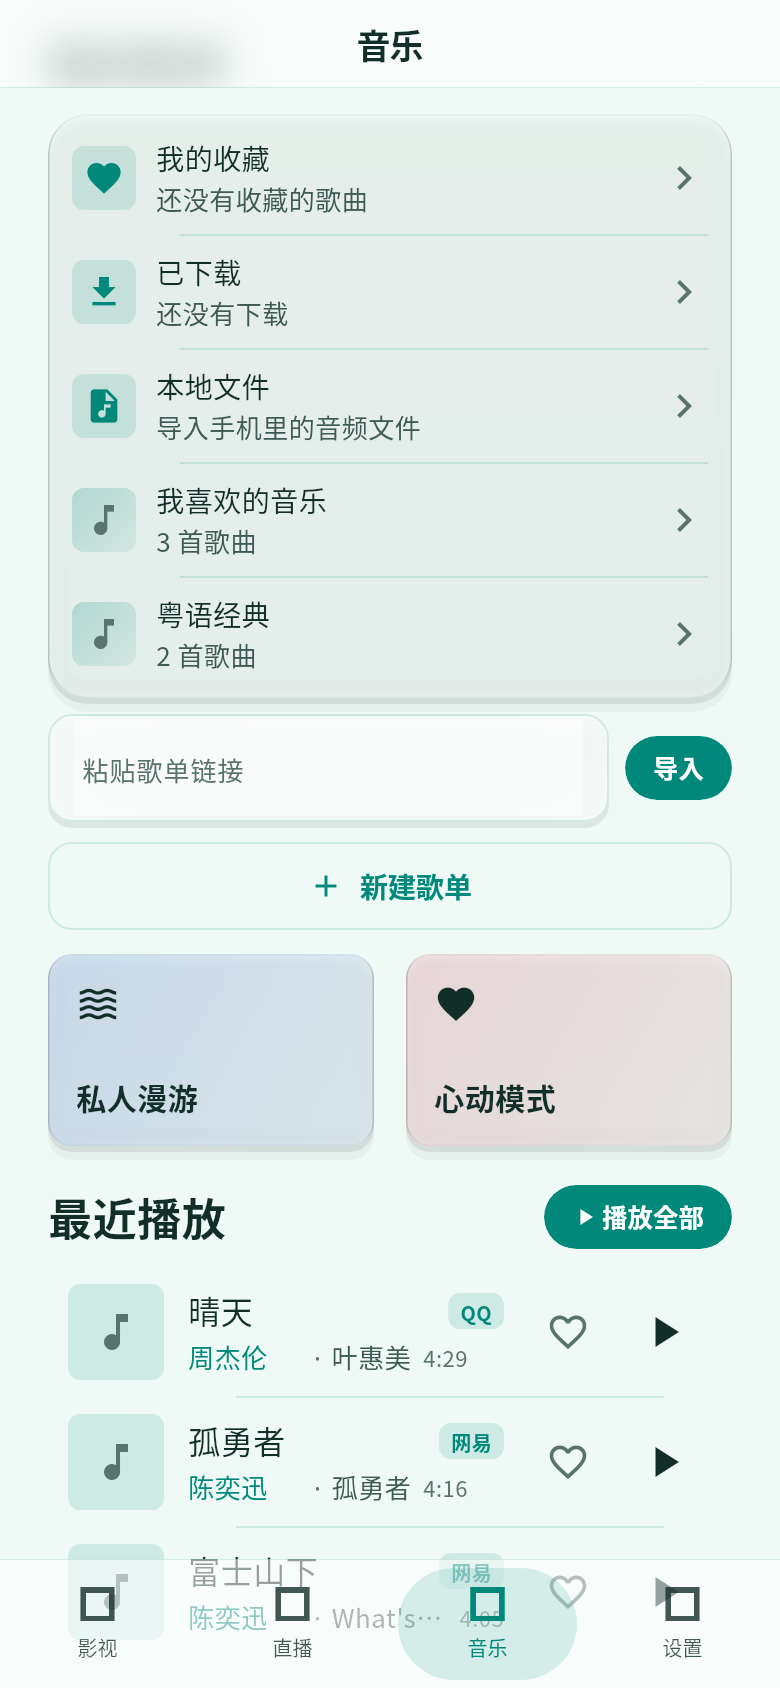 音乐
我的收藏
还没有收藏的歌曲
已下载
还没有下载
本地文件
导入手机里的音频文件
我喜欢的音乐
3 首歌曲
粤语经典
2 首歌曲
粘贴歌单链接
导入
新建歌单
私人漫游
心动模式
最近播放
播放全部
晴天
QQ
周杰伦 · 叶惠美 4:29
孤勇者
网易
陈奕迅 · 孤勇者 4:16
富士山下
网易
陈奕迅 · What's… 4:05
影视
直播
音乐
设置